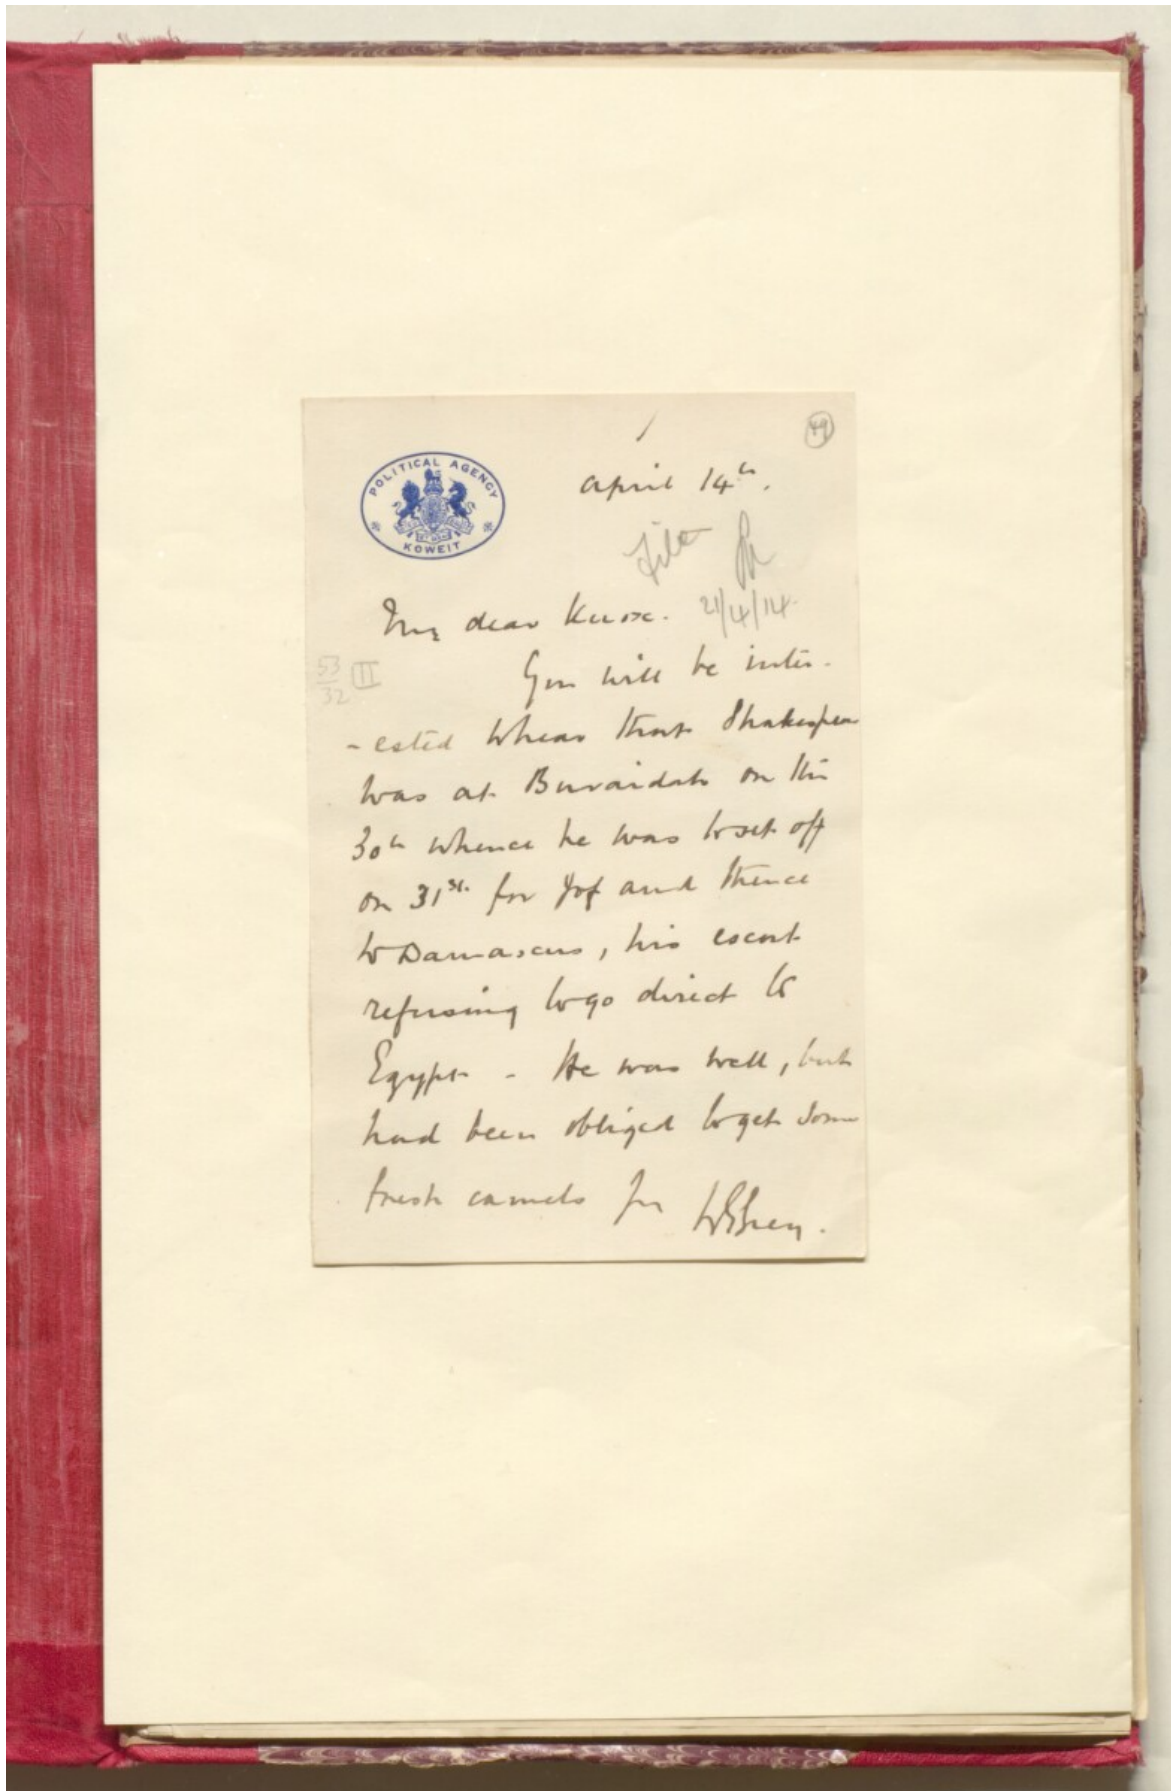 49
POLITICAL AGENCY
KOWEIT
April 14th.
File
21/4/14
My dear Knox.
53/32 II
You will be inter-
-ested to hear that Shakespear
was at Buraidah on the
30th whence he was to set off
on 31st. for Jof and thence
to Damascus, his escort
refusing to go direct to
Egypt - He was well, but
had been obliged to get some
fresh camels
WGGrey.